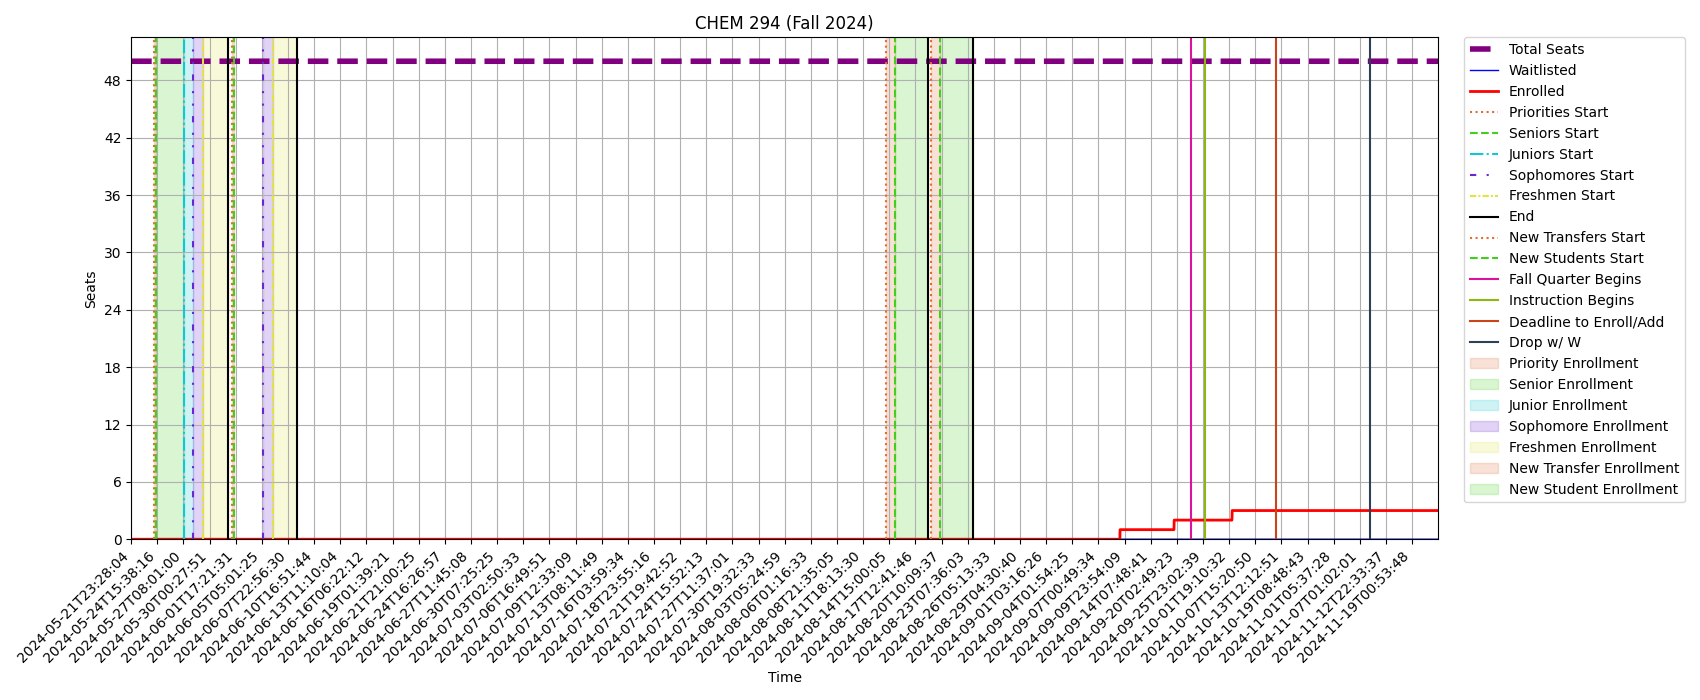 CHEM 294 (Fall 2024)
Seats
48
42
36
30
24
18
12
6
0
2024-05-21T23:28:04
2024-05-24T15:38:16
2024-05-27T08:01:00
2024-05-30T00:27:51
2024-06-01T17:21:31
2024-06-05T05:01:25
2024-06-07T22:56:30
2024-06-10T16:51:44
2024-06-13T11:10:04
2024-06-16T06:22:12
2024-06-19T01:39:21
2024-06-21T21:00:25
2024-06-24T16:26:57
2024-06-27T11:45:08
2024-06-30T07:25:25
2024-07-03T02:50:33
2024-07-06T16:49:51
2024-07-09T12:33:09
2024-07-13T08:11:49
2024-07-16T03:59:34
2024-07-18T23:55:16
2024-07-21T19:42:52
2024-07-24T15:52:13
2024-07-27T11:37:01
2024-07-30T19:32:33
2024-08-03T05:24:59
2024-08-06T01:16:33
2024-08-08T21:35:05
2024-08-11T18:13:30
2024-08-14T15:00:05
2024-08-17T12:41:46
2024-08-20T10:09:37
2024-08-23T07:36:03
2024-08-26T05:13:33
2024-08-29T04:30:40
2024-09-01T03:16:26
2024-09-04T01:54:25
2024-09-07T00:49:34
2024-09-09T23:54:09
2024-09-14T07:48:41
2024-09-20T02:49:23
2024-09-25T23:02:39
2024-10-01T19:10:32
2024-10-07T15:20:50
2024-10-13T12:12:51
2024-10-19T08:48:43
2024-11-01T05:37:28
2024-11-07T01:02:01
2024-11-12T22:33:37
2024-11-19T00:53:48
Time
Total Seats
Waitlisted
Enrolled
Priorities Start
Seniors Start
Juniors Start
Sophomores Start
Freshmen Start
End
New Transfers Start
New Students Start
Fall Quarter Begins
Instruction Begins
Deadline to Enroll/Add
Drop w/ W
Priority Enrollment
Senior Enrollment
Junior Enrollment
Sophomore Enrollment
Freshmen Enrollment
New Transfer Enrollment
New Student Enrollment